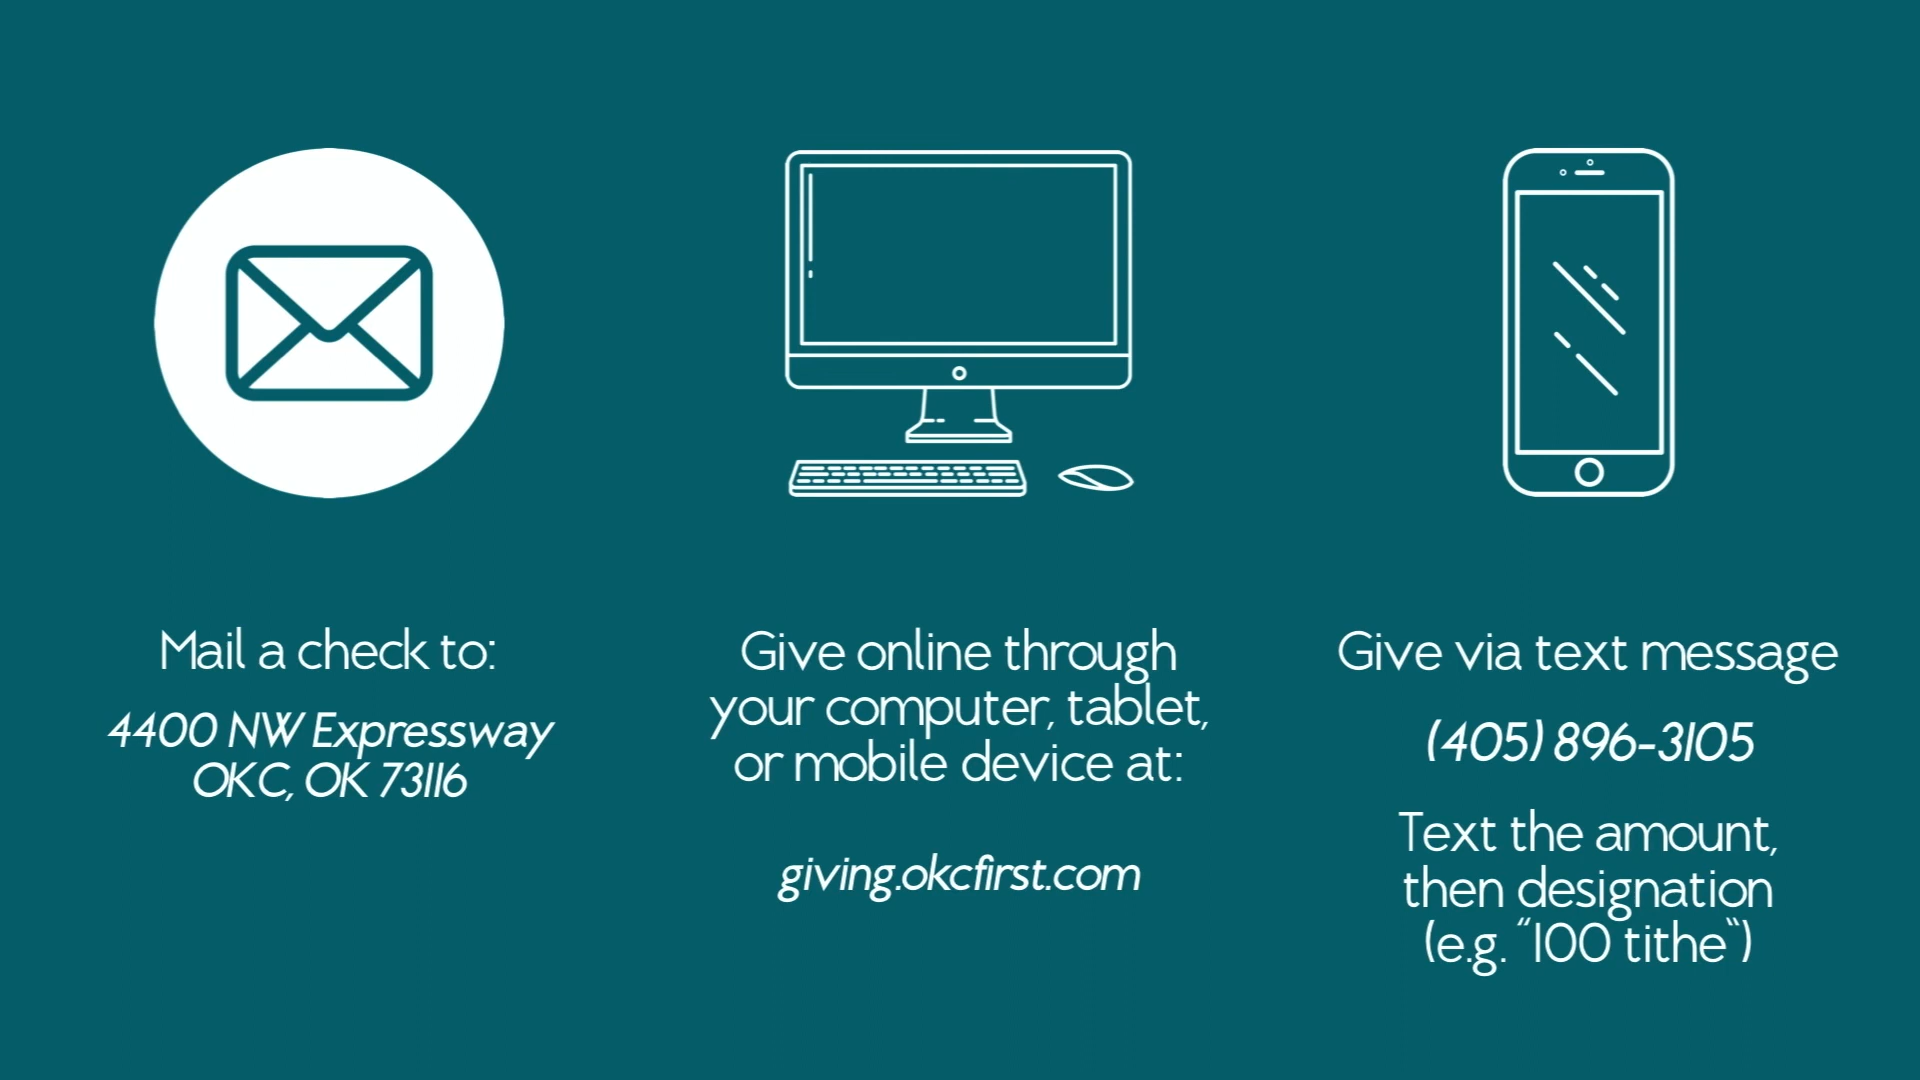 Mail a check to:
4400 NW Expressway
OKC, OK 73116
Give online through
your computer, tablet,
or mobile device at:
giving.okcfirst.com
Give via text message
(405) 896-3105
Text the amount,
then designation
(e.g. "100 tithe")